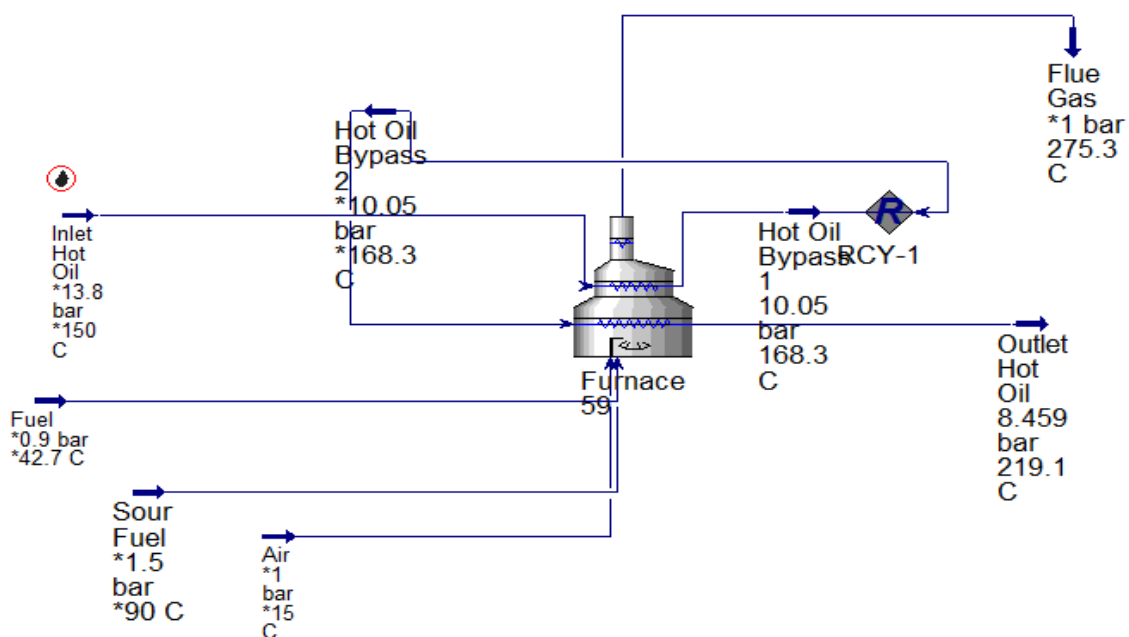 Flue
Gas
*1 bar
275.3
C
Hot Oil
Bypass
2
*10.05
bar
*168.3
C
R
RCY-1
Inlet
Hot
Oil
*13.8
bar
*150
C
Hot Oil
Bypass
1
10.05
bar
168.3
C
Outlet
Hot
Oil
8.459
bar
219.1
C
Furnace
59
Fuel
*0.9 bar
*42.7 C
Sour
Fuel
*1.5
bar
*90 C
Air
*1
bar
*15
C